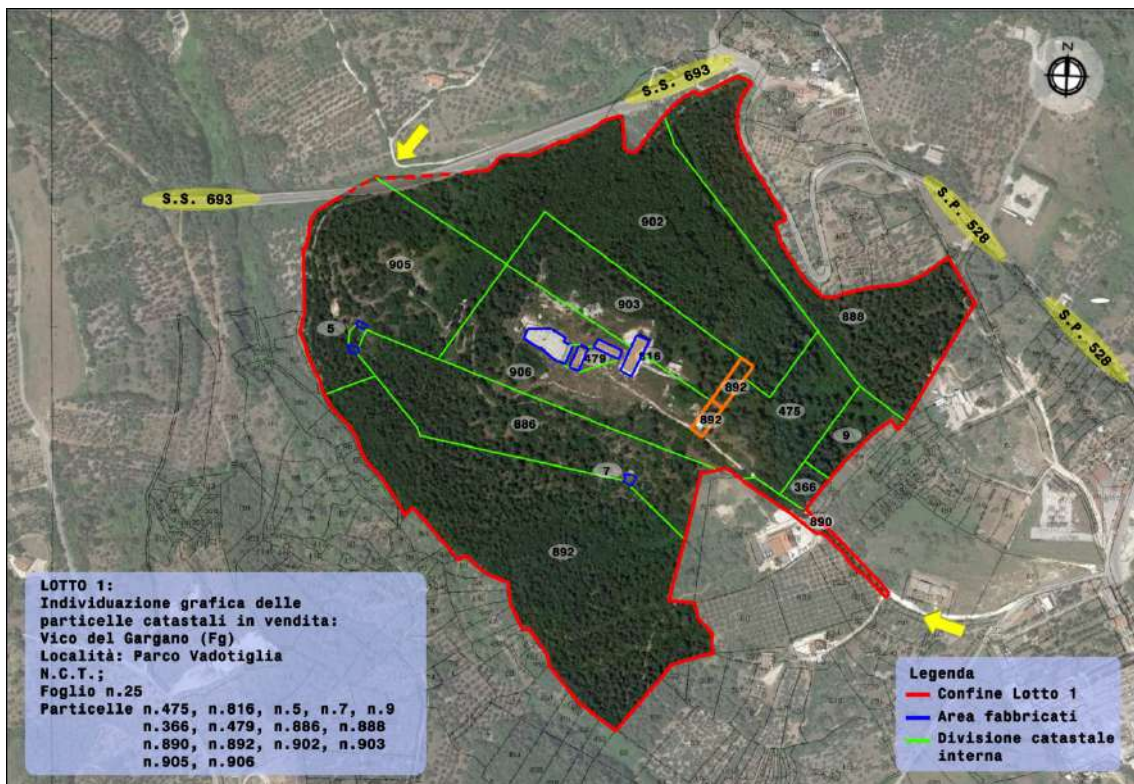 N
S.S. 693
S.S. 693
S.P. 528
S.P. 528
902
905
903
888
5
479
816
906
892
892
475
9
886
7
366
890
892
LOTTO 1:
Individuazione grafica delle
particelle catastali in vendita:
Vico del Gargano (Fg)
Località: Parco Vadotiglia
N.C.T.;
Foglio n.25
Particelle n.475, n.816, n.5, n.7, n.9
n.366, n.479, n.886, n.888
n.890, n.892, n.902, n.903
n.905, n.906
Legenda
Confine Lotto 1
Area fabbricati
Divisione catastale
interna